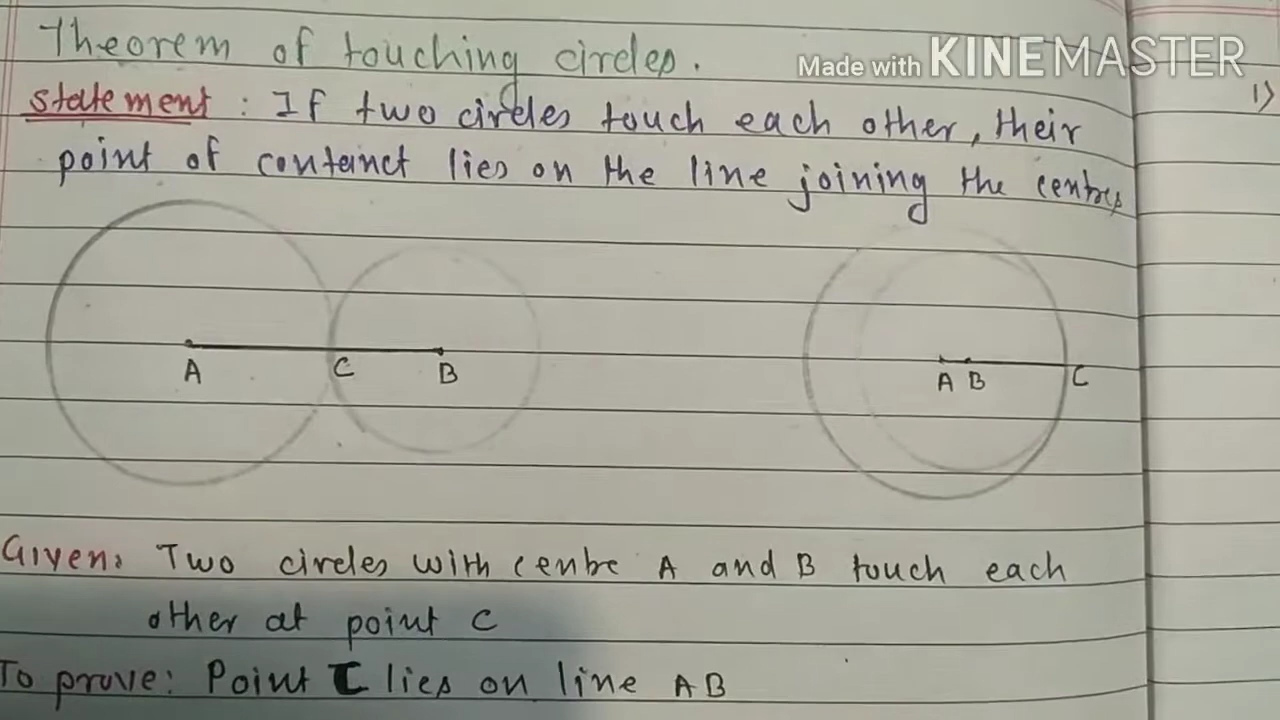 Theorem of touching circles.
Made with KINEMASTER
1)
Statement: If two circles touch each other, their
point of containct lies on the line joining the centres
A C B
A B C
Given: Two circles with centre A and B touch each
other at point C
To prove: Point C lies on line AB